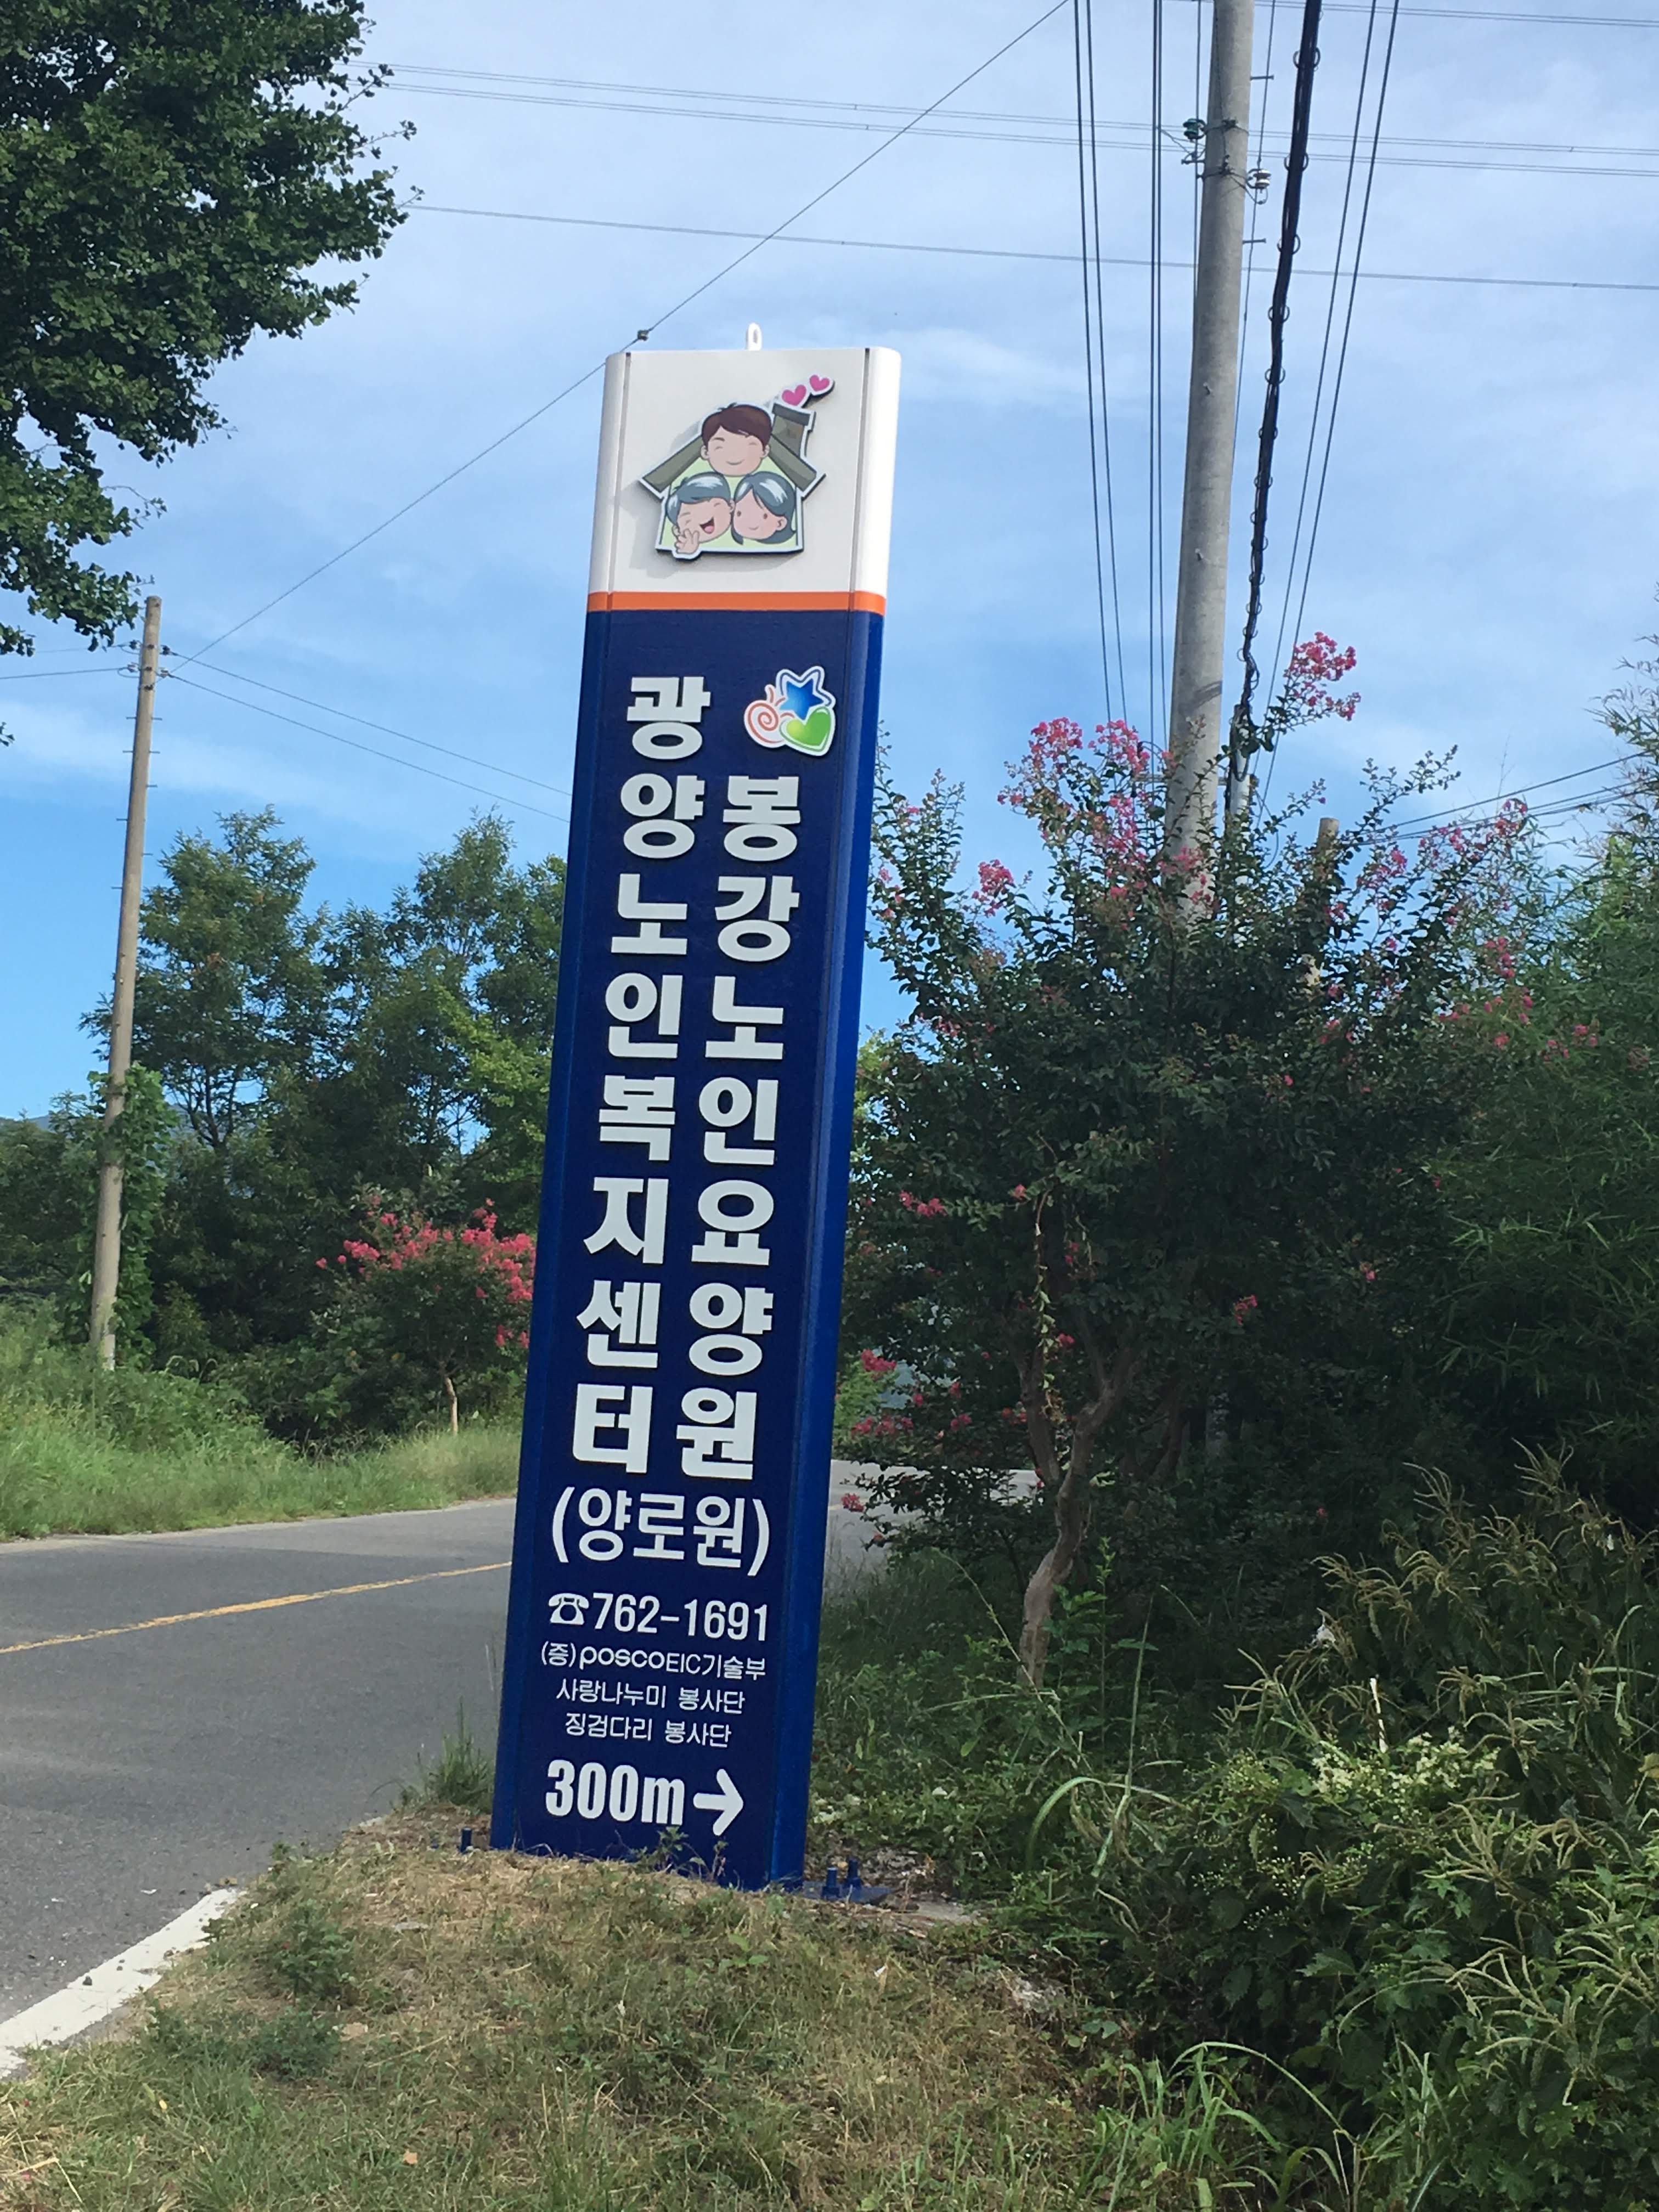 광양노인복지센터
봉강노인요양원
(양로원)
☎762-1691
(증)poscoEIC기술부
사랑나누미 봉사단
징검다리 봉사단
300m→